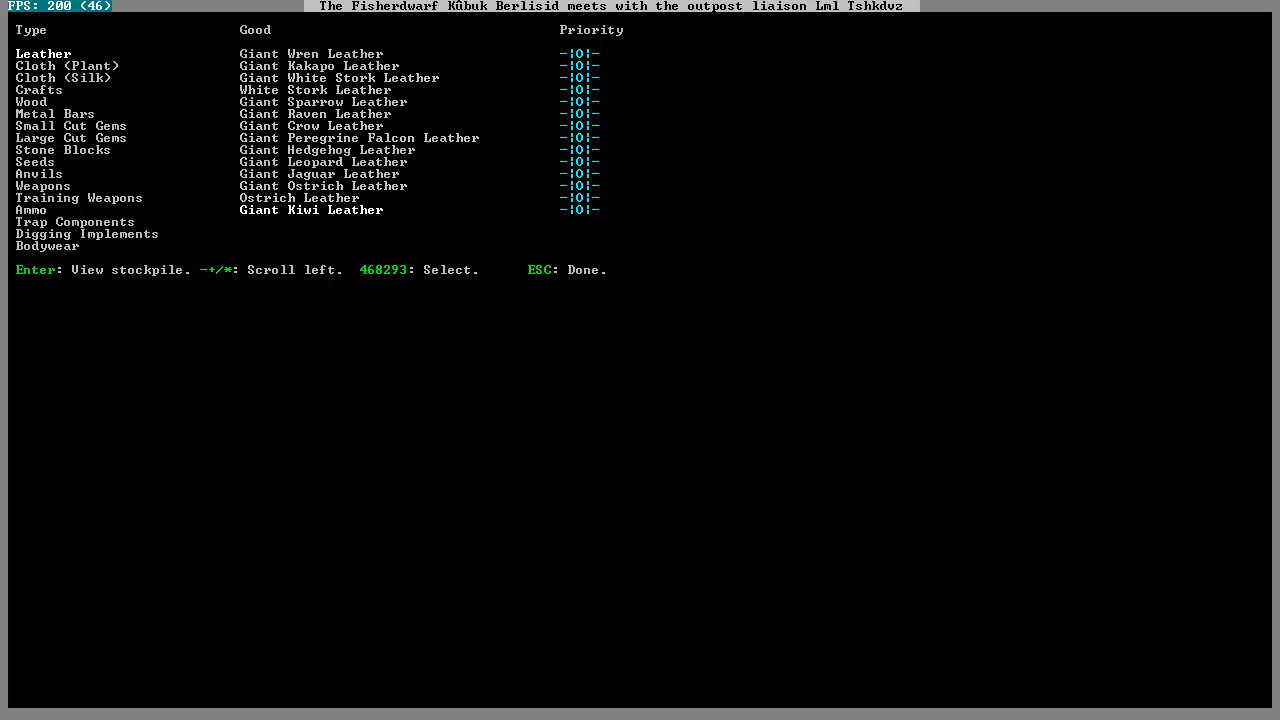 FPS: 200 (46) The Fisherdwarf Kûbuk Berlisid meets with the outpost liaison Lml Tshkdvz
Type Good Priority
Leather Giant Wren Leather -¦0¦-
Cloth (Plant) Giant Kakapo Leather -¦0¦-
Cloth (Silk) Giant White Stork Leather -¦0¦-
Crafts White Stork Leather -¦0¦-
Wood Giant Sparrow Leather -¦0¦-
Metal Bars Giant Raven Leather -¦0¦-
Small Cut Gems Giant Crow Leather -¦0¦-
Large Cut Gems Giant Peregrine Falcon Leather -¦0¦-
Stone Blocks Giant Hedgehog Leather -¦0¦-
Seeds Giant Leopard Leather -¦0¦-
Anvils Giant Jaguar Leather -¦0¦-
Weapons Giant Ostrich Leather -¦0¦-
Training Weapons Ostrich Leather -¦0¦-
Ammo Giant Kiwi Leather -¦0¦-
Trap Components
Digging Implements
Bodywear
Enter: View stockpile. -+/*: Scroll left. 468293: Select. ESC: Done.